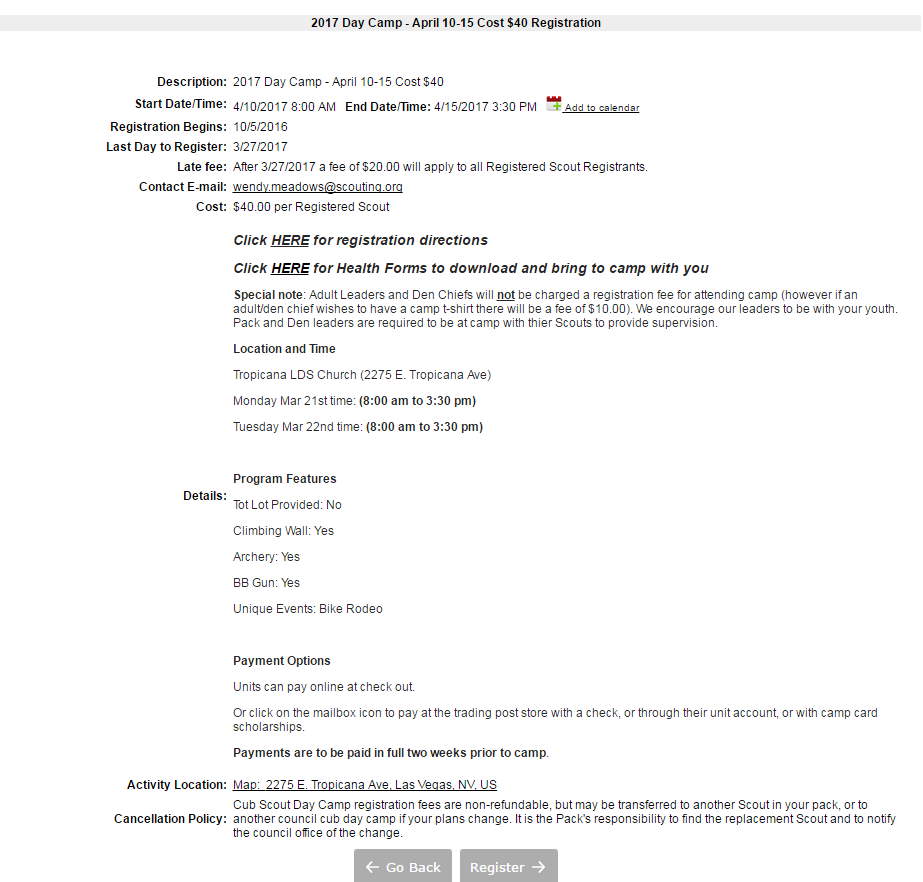 2017 Day Camp - April 10-15 Cost $40 Registration
Description: 2017 Day Camp - April 10-15 Cost $40
Start Date/Time: 4/10/2017 8:00 AM End Date/Time: 4/15/2017 3:30 PM Add to calendar
Registration Begins: 10/5/2016
Last Day to Register: 3/27/2017
Late fee: After 3/27/2017 a fee of $20.00 will apply to all Registered Scout Registrants.
Contact E-mail: wendy.meadows@scouting.org
Cost: $40.00 per Registered Scout
Click HERE for registration directions
Click HERE for Health Forms to download and bring to camp with you
Special note: Adult Leaders and Den Chiefs will not be charged a registration fee for attending camp (however if an
adult/den chief wishes to have a camp t-shirt there will be a fee of $10.00). We encourage our leaders to be with your youth.
Pack and Den leaders are required to be at camp with thier Scouts to provide supervision.
Location and Time
Tropicana LDS Church (2275 E. Tropicana Ave)
Monday Mar 21st time: (8:00 am to 3:30 pm)
Tuesday Mar 22nd time: (8:00 am to 3:30 pm)
Program Features
Details:
Tot Lot Provided: No
Climbing Wall: Yes
Archery: Yes
BB Gun: Yes
Unique Events: Bike Rodeo
Payment Options
Units can pay online at check out.
Or click on the mailbox icon to pay at the trading post store with a check, or through their unit account, or with camp card
scholarships.
Payments are to be paid in full two weeks prior to camp.
Activity Location: Map: 2275 E. Tropicana Ave, Las Vegas, NV, US
Cub Scout Day Camp registration fees are non-refundable, but may be transferred to another Scout in your pack, or to
Cancellation Policy: another council cub day camp if your plans change. It is the Pack's responsibility to find the replacement Scout and to notify
the council office of the change.
← Go Back Register →